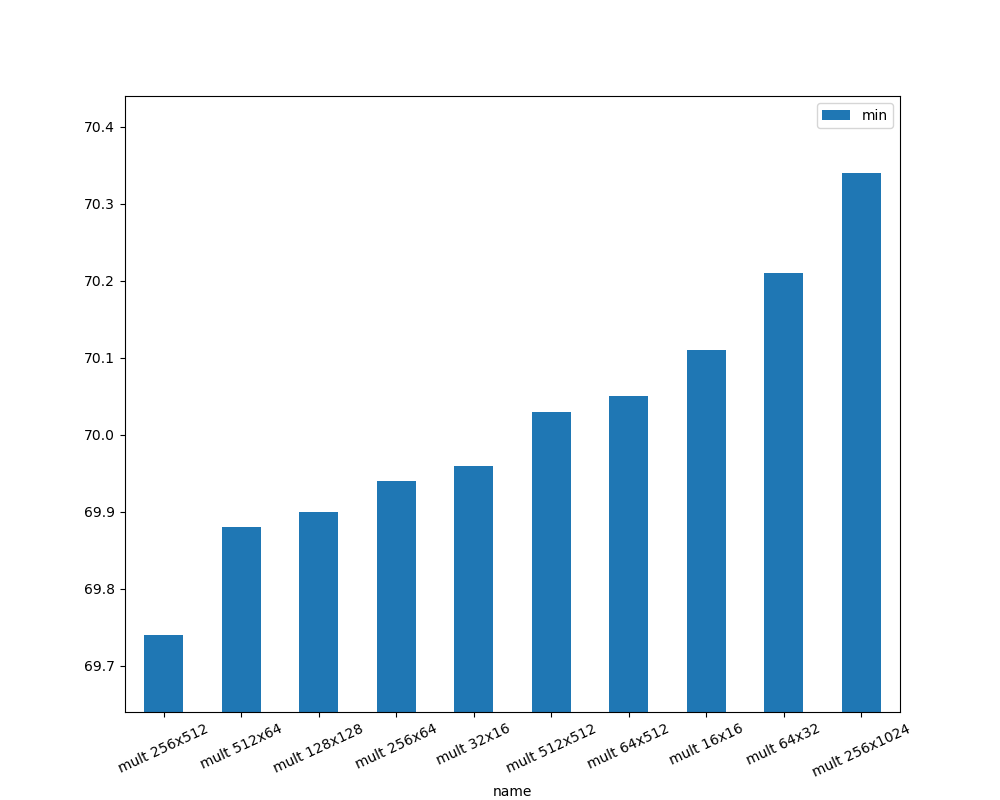 min
70.4
70.3
70.2
70.1
70.0
69.9
69.8
69.7
mult 256x512
mult 512x64
mult 128x128
mult 256x64
mult 32x16
mult 512x512
mult 64x512
mult 16x16
mult 64x32
mult 256x1024
name